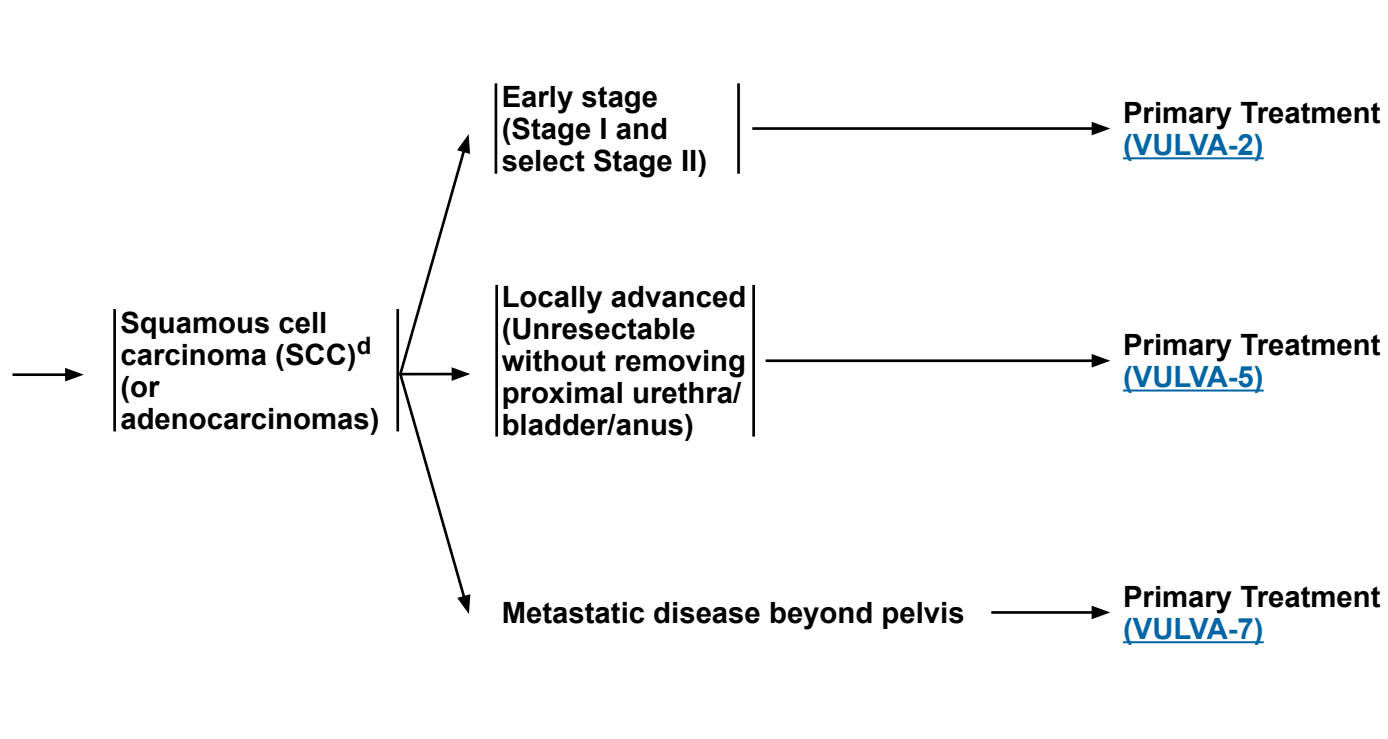 Early stage
(Stage I and
select Stage II)
Primary Treatment
(VULVA-2)
Squamous cell
carcinoma (SCC)d
(or
adenocarcinomas)
Locally advanced
(Unresectable
without removing
proximal urethra/
bladder/anus)
Primary Treatment
(VULVA-5)
Metastatic disease beyond pelvis
Primary Treatment
(VULVA-7)